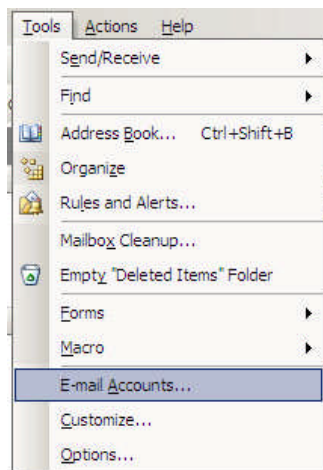 Tools Actions Help
Send/Receive
Find
Address Book... Ctrl+Shift+B
Organize
Rules and Alerts...
Mailbox Cleanup...
Empty "Deleted Items" Folder
Forms
Macro
E-mail Accounts...
Customize...
Options...